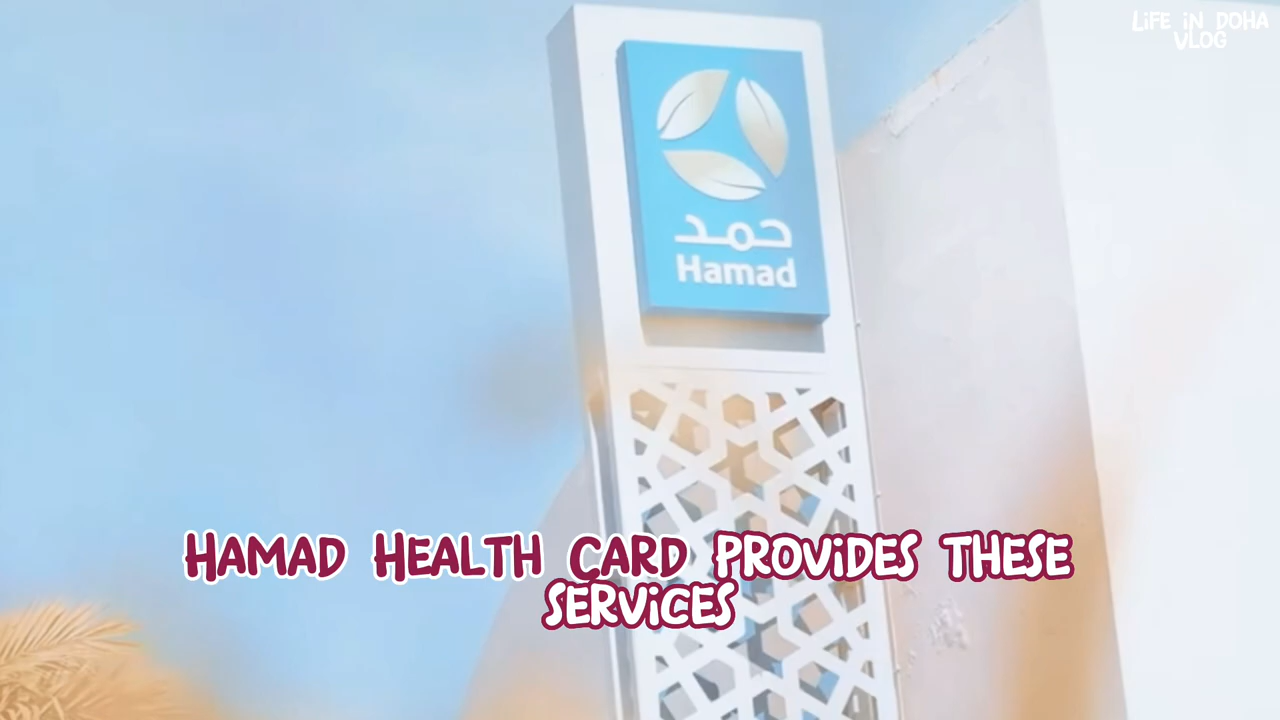 LiFE iN DOHA
VLOG
حمد
Hamad
HAMAD HEALTH CARD PROViDES THESE
SERViCES